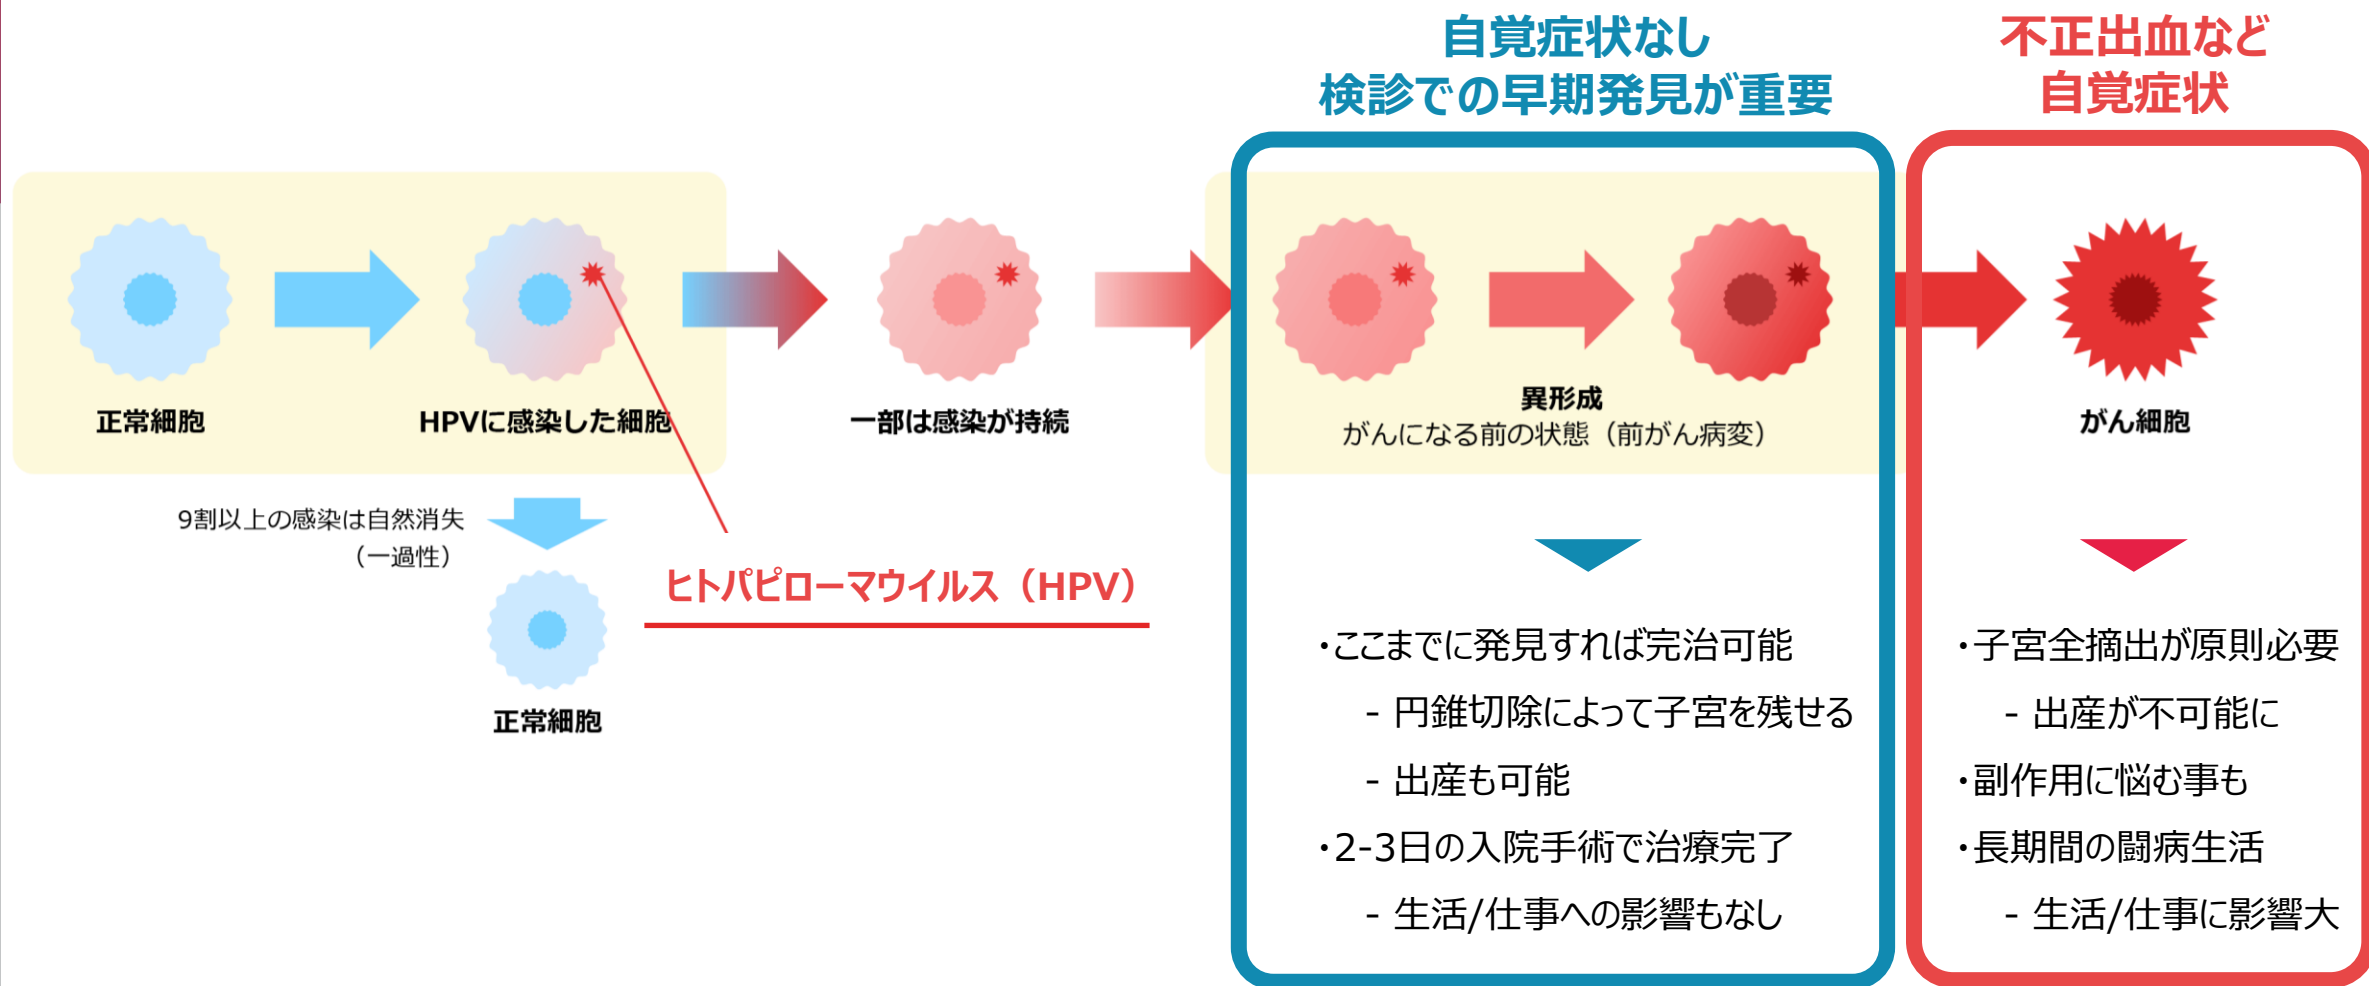 自覚症状なし
検診での早期発見が重要
不正出血など
自覚症状
正常細胞
HPVに感染した細胞
一部は感染が持続
異形成
がんになる前の状態（前がん病変）
がん細胞
9割以上の感染は自然消失
（一過性）
正常細胞
ヒトパピローマウイルス（HPV）
・ここまでに発見すれば完治可能
- 円錐切除によって子宮を残せる
- 出産も可能
・2-3日の入院手術で治療完了
- 生活/仕事への影響もなし
・子宮全摘出が原則必要
- 出産が不可能に
・副作用に悩む事も
・長期間の闘病生活
- 生活/仕事に影響大